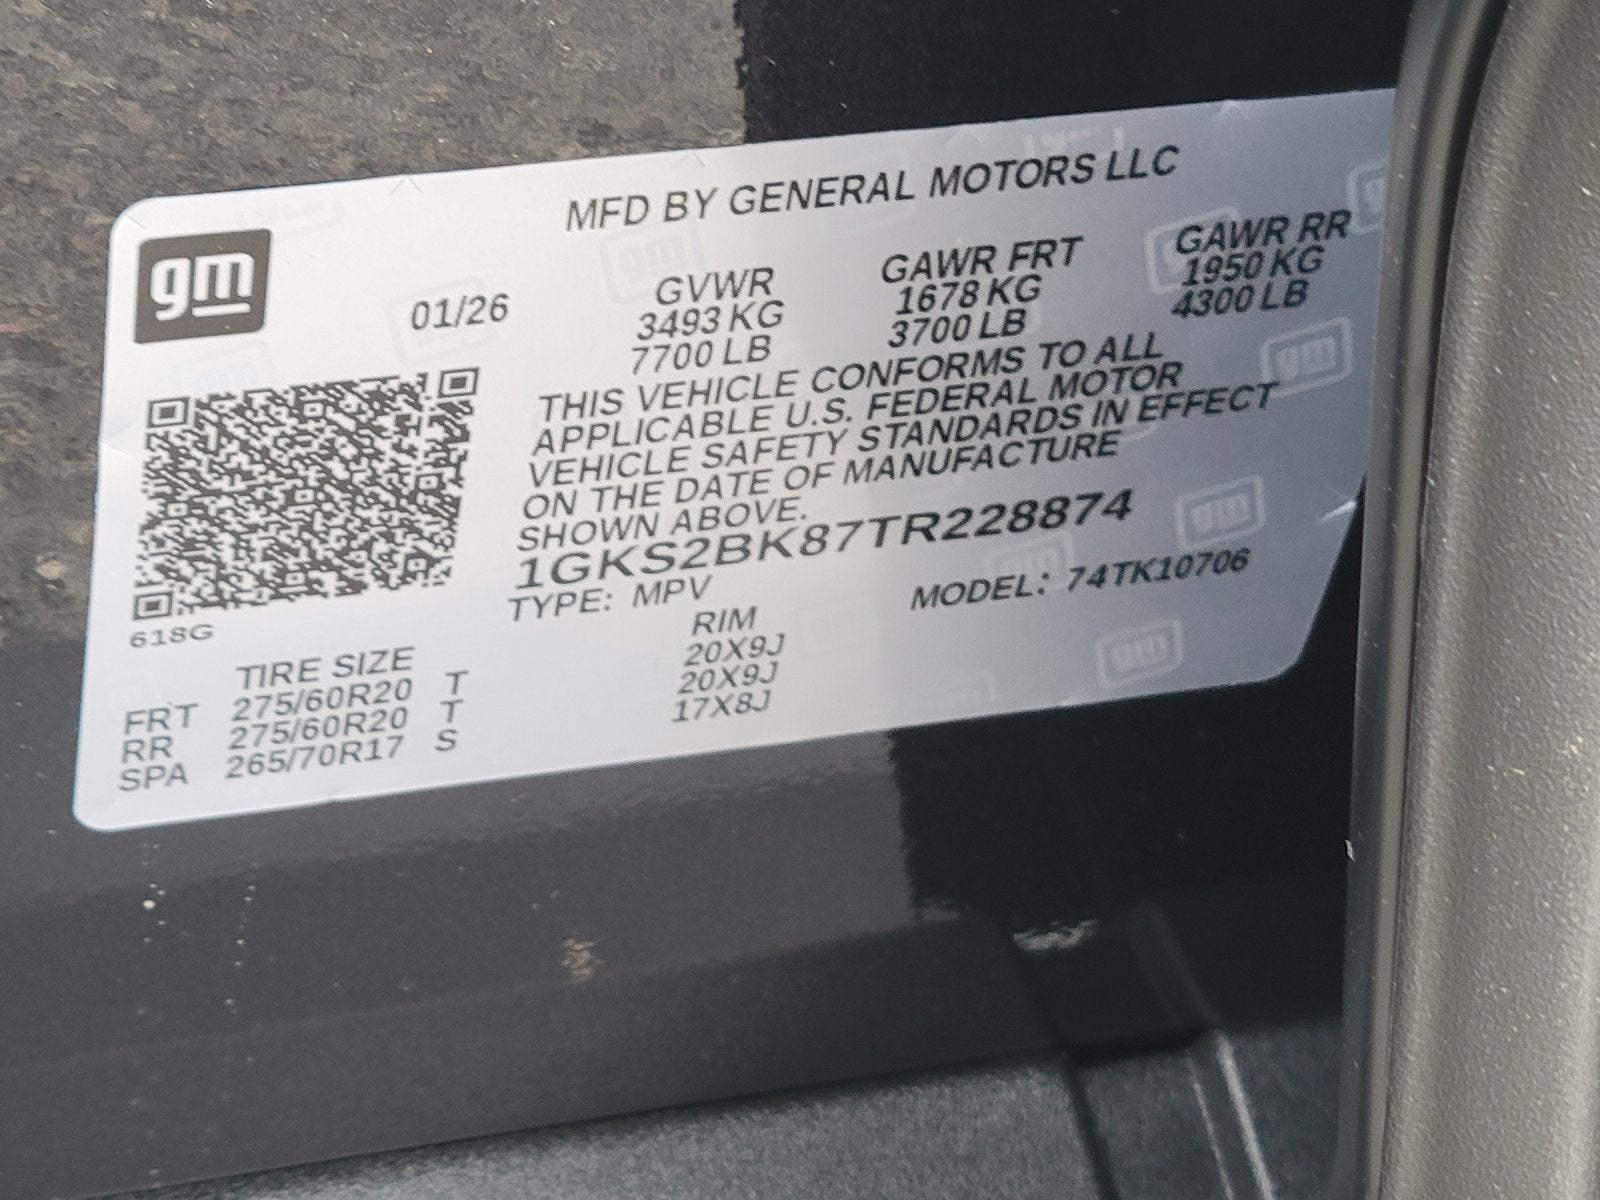 MFD BY GENERAL MOTORS LLC
gm
01/26
GVWR GAWR FRT GAWR RR
3493 KG 1678 KG 1950 KG
7700 LB 3700 LB 4300 LB
THIS VEHICLE CONFORMS TO ALL
APPLICABLE U.S. FEDERAL MOTOR
VEHICLE SAFETY STANDARDS IN EFFECT
ON THE DATE OF MANUFACTURE
SHOWN ABOVE.
1GKS2BK87TR228874
TYPE: MPV MODEL: 74TK10706
618G
TIRE SIZE RIM
FRT 275/60R20 T 20X9J
RR 275/60R20 T 20X9J
SPA 265/70R17 S 17X8J